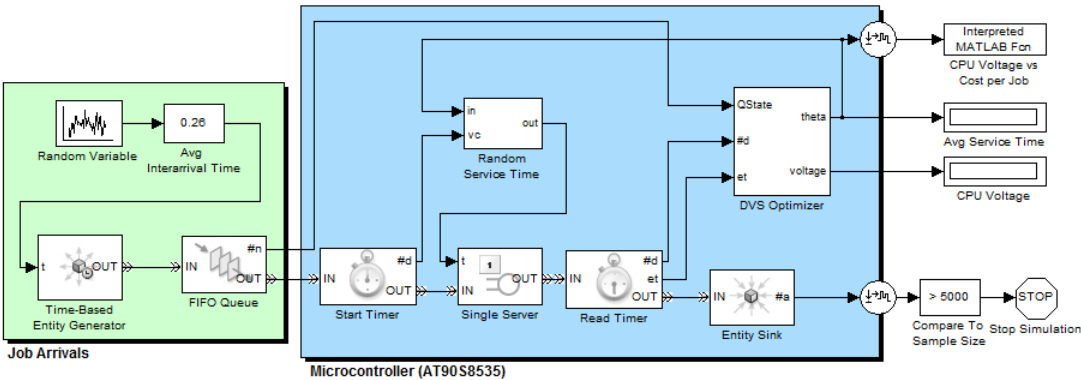 Interpreted
MATLAB Fcn
CPU Voltage vs
Cost per Job
QState
theta
#d
voltage
et
DVS Optimizer
Avg Service Time
CPU Voltage
in
out
vc
Random
Service Time
Random Variable
0.26
Avg
Interarrival Time
t
OUT
Time-Based
Entity Generator
IN
#n
OUT
FIFO Queue
Job Arrivals
IN
#d
OUT
Start Timer
t
1
OUT
IN
Single Server
IN
#d
et
OUT
Read Timer
IN
#a
Entity Sink
> 5000
Compare To
Sample Size
STOP
Stop Simulation
Microcontroller (AT90S8535)